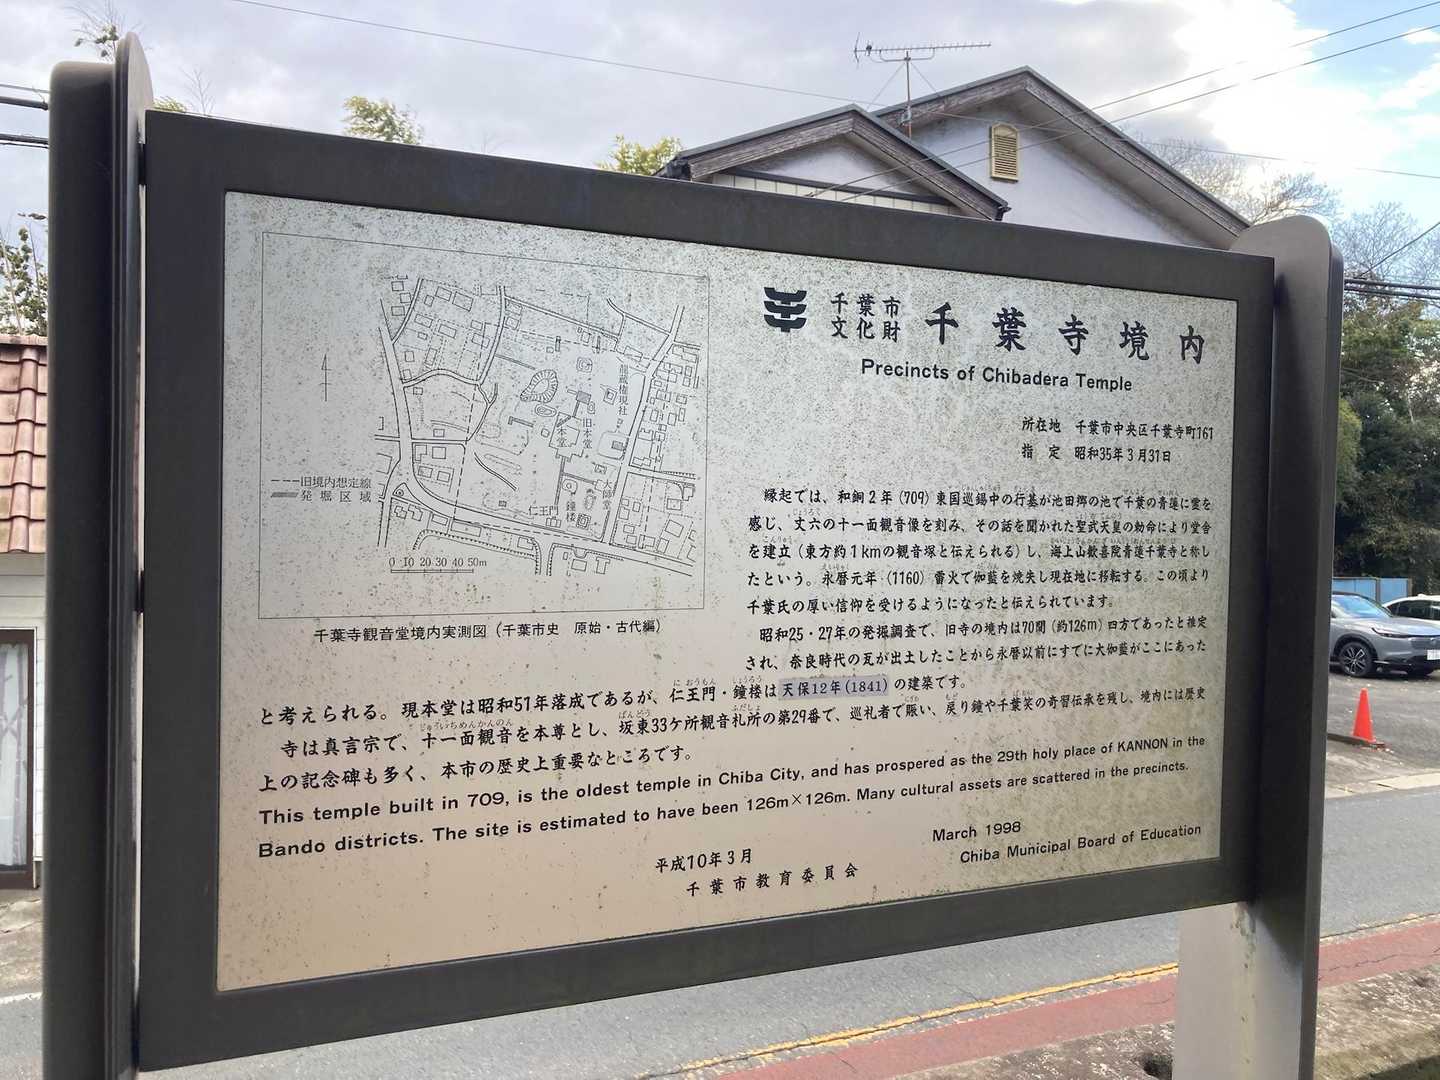 千葉市
文化財
千葉寺境内
Precincts of Chibadera Temple
所在地 千葉市中央区千葉寺町161
指 定 昭和35年3月31日
縁起では、和銅2年(709)東国巡錫中の行基が池田郷の池で千葉の青蓮に霊を
感じ、丈六の十一面観音像を刻み、その話を聞かれた聖武天皇の勅命により堂舎
を建立(東方約1kmの観音塚と伝えられる)し、海上山歓喜院青蓮千葉寺と称し
たという。永暦元年(1160)雷火で伽藍を焼失し現在地に移転する。この頃より
千葉氏の厚い信仰を受けるようになったと伝えられています。
昭和25・27年の発掘調査で、旧寺の境内は70間(約126m)四方であったと推定
され、奈良時代の瓦が出土したことから永暦以前にすでに大伽藍がここにあった
と考えられる。現本堂は昭和51年落成であるが、仁王門・鐘楼は天保12年(1841)の建築です。
寺は真言宗で、十一面観音を本尊とし、坂東33ケ所観音札所の第29番で、巡礼者で賑い、戻り鐘や千葉笑の奇習伝承を残し、境内には歴史
上の記念碑も多く、本市の歴史上重要なところです。
This temple built in 709, is the oldest temple in Chiba City, and has prospered as the 29th holy place of KANNON in the
Bando districts. The site is estimated to have been 126m×126m. Many cultural assets are scattered in the precincts.
March 1998
Chiba Municipal Board of Education
平成10年3月
千葉市教育委員会
龍蔵権現社
旧本堂
本堂
大師堂
鐘楼
仁王門
旧境内想定線
発掘区域
0 10 20 30 40 50m
千葉寺観音堂境内実測図(千葉市史 原始・古代編)